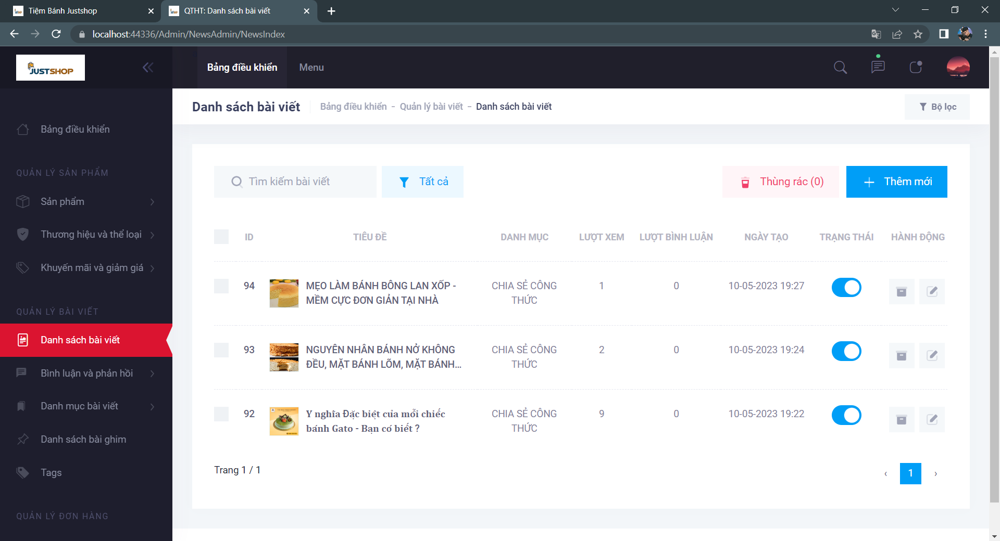 Tiệm Bánh Justshop
QTHT: Danh sách bài viết
localhost:44336/Admin/NewsAdmin/NewsIndex
JUSTSHOP
Bảng điều khiển
Menu
Danh sách bài viết
Bảng điều khiển - Quản lý bài viết - Danh sách bài viết
Bộ lọc
Bảng điều khiển
QUẢN LÝ SẢN PHẨM
Sản phẩm
Thương hiệu và thể loại
Khuyến mãi và giảm giá
QUẢN LÝ BÀI VIẾT
Danh sách bài viết
Bình luận và phản hồi
Danh mục bài viết
Danh sách bài ghim
Tags
QUẢN LÝ ĐƠN HÀNG
Tìm kiếm bài viết
Tất cả
Thùng rác (0)
Thêm mới
ID TIÊU ĐỀ DANH MỤC LƯỢT XEM LƯỢT BÌNH LUẬN NGÀY TẠO TRẠNG THÁI HÀNH ĐỘNG
94 MẸO LÀM BÁNH BÔNG LAN XỐP - CHIA SẺ CÔNG 1 0 10-05-2023 19:27
MỀM CỰC ĐƠN GIẢN TẠI NHÀ THỨC
93 NGUYÊN NHÂN BÁNH NỞ KHÔNG CHIA SẺ CÔNG 2 0 10-05-2023 19:24
ĐỀU, MẶT BÁNH LÕM, MẶT BÁNH... THỨC
92 Ý nghĩa Đặc biệt của mỗi chiếc CHIA SẺ CÔNG 9 0 10-05-2023 19:22
bánh Gato - Bạn có biết ? THỨC
Trang 1 / 1
‹ 1 ›